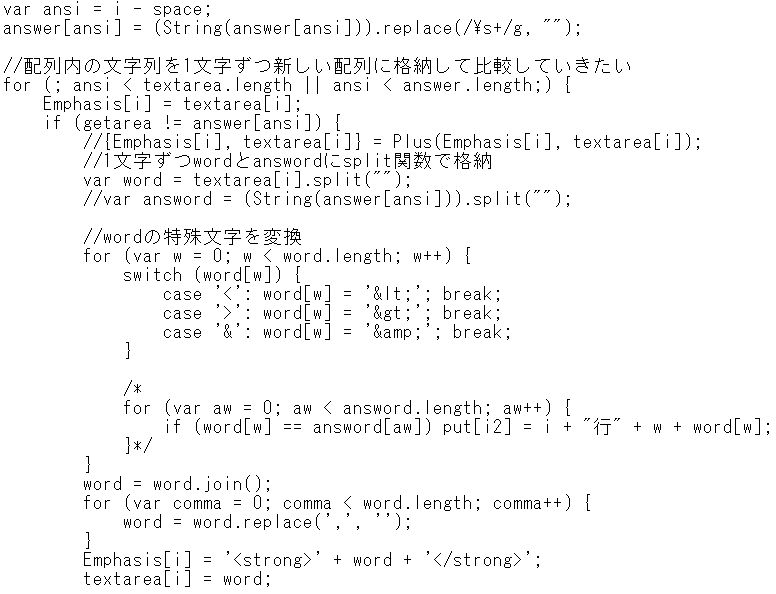 var ansi = i - space;
answer[ansi] = (String(answer[ansi])).replace(/¥s+/g, "");

//配列内の文字列を1文字ずつ新しい配列に格納して比較していきたい
for (; ansi < textarea.length || ansi < answer.length;) {
    Emphasis[i] = textarea[i];
    if (getarea != answer[ansi]) {
        //{Emphasis[i], textarea[i]} = Plus(Emphasis[i], textarea[i]);
        //1文字ずつwordとanswordにsplit関数で格納
        var word = textarea[i].split("");
        //var answord = (String(answer[ansi])).split("");

        //wordの特殊文字を変換
        for (var w = 0; w < word.length; w++) {
            switch (word[w]) {
                case '<': word[w] = '&lt;'; break;
                case '>': word[w] = '&gt;'; break;
                case '&': word[w] = '&amp;'; break;
            }

            /*
            for (var aw = 0; aw < answord.length; aw++) {
                if (word[w] == answord[aw]) put[i2] = i + "行" + w + word[w];
            }*/
        }
        word = word.join();
        for (var comma = 0; comma < word.length; comma++) {
            word = word.replace(',', '');
        }
        Emphasis[i] = '<strong>' + word + '</strong>';
        textarea[i] = word;